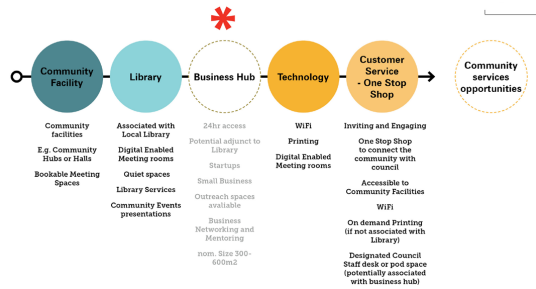 Community
Facility
Library
Business Hub
Technology
Customer
Service
- One Stop
Shop
Community
services
opportunities
Community
facilities
E.g. Community
Hubs or Halls
Bookable Meeting
Spaces
Associated with
Local Library
Digital Enabled
Meeting rooms
Quiet spaces
Library Services
Community Events
presentations
24hr access
Potential adjunct to
Library
Startups
Small Business
Outreach spaces
avaliable
Business
Networking and
Mentoring
nom. Size 300-
600m2
WiFi
Printing
Digital Enabled
Meeting rooms
Inviting and Engaging
One Stop Shop
to connect the
community with
council
Accessible to
Community Facilities
WiFi
On demand Printing
(if not associated with
Library)
Designated Council
Staff desk or pod space
(potentially associated
with business hub)